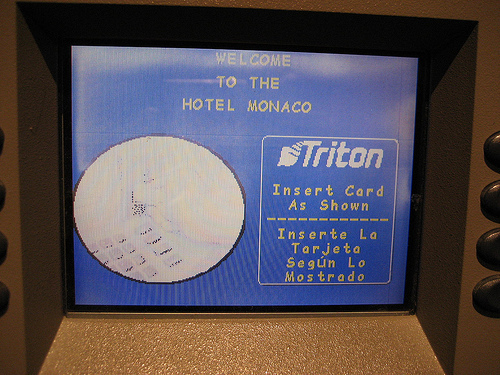 WELCOME
TO THE
HOTEL MONACO
Triton
Insert Card
As Shown
Inserte La
Tarjeta
Según Lo
Mostrado